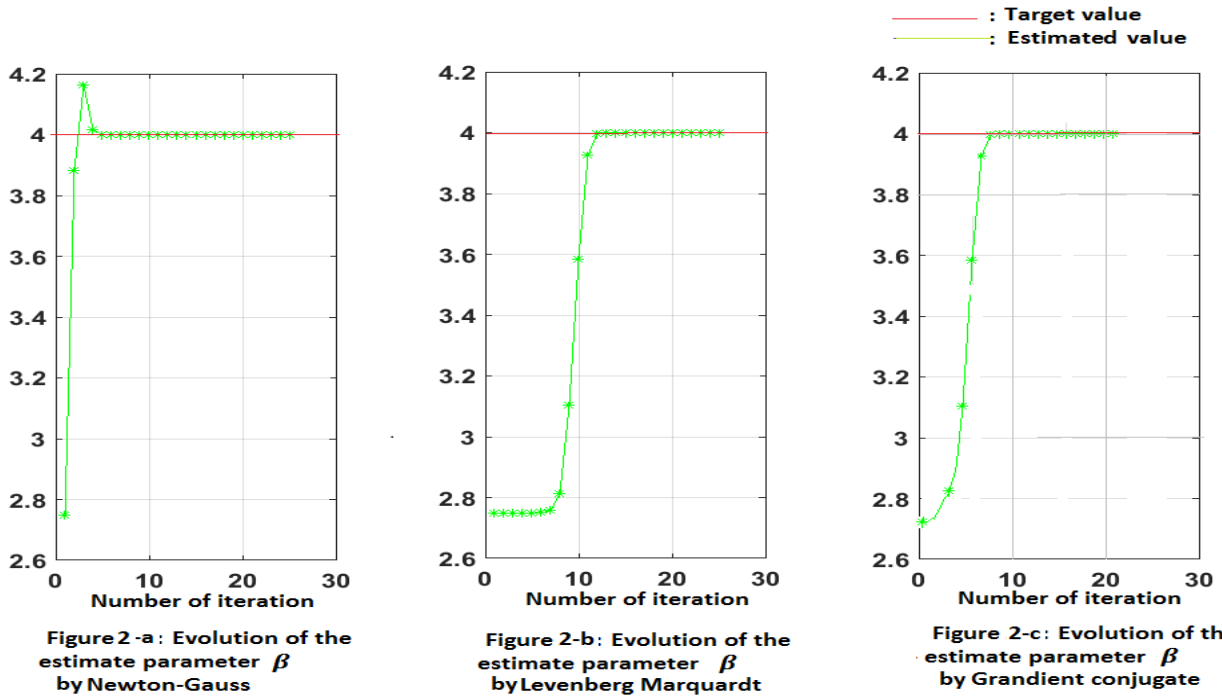 : Target value
: Estimated value
4.2
4
3.8
3.6
3.4
3.2
3
2.8
2.6
0 10 20 30
Number of iteration
Figure 2-a: Evolution of the
estimate parameter β
by Newton-Gauss
4.2
4
3.8
3.6
3.4
3.2
3
2.8
2.6
0 10 20 30
Number of iteration
Figure 2-b: Evolution of the
estimate parameter β
by Levenberg Marquardt
4.2
4
3.8
3.6
3.4
3.2
3
2.8
2.6
0 10 20 30
Number of iteration
Figure 2-c: Evolution of th
estimate parameter β
by Grandient conjugate